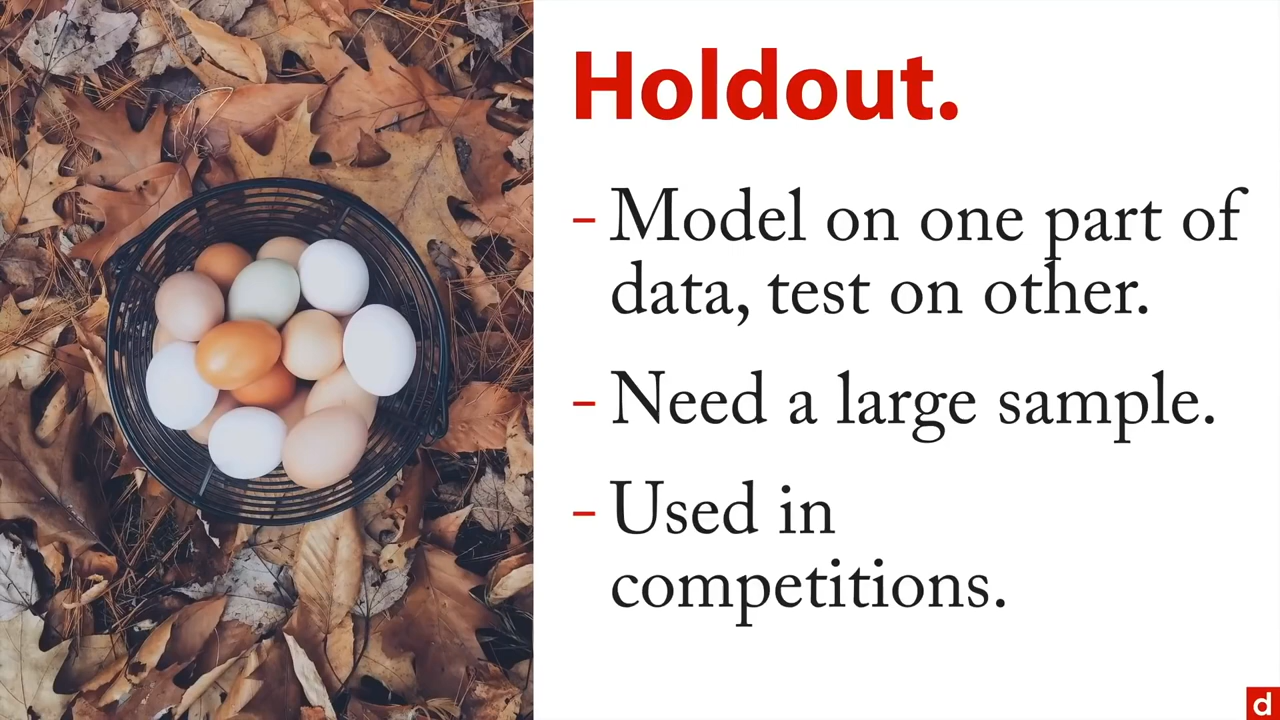 Holdout.
- Model on one part of
data, test on other.
- Need a large sample.
- Used in
competitions.
d